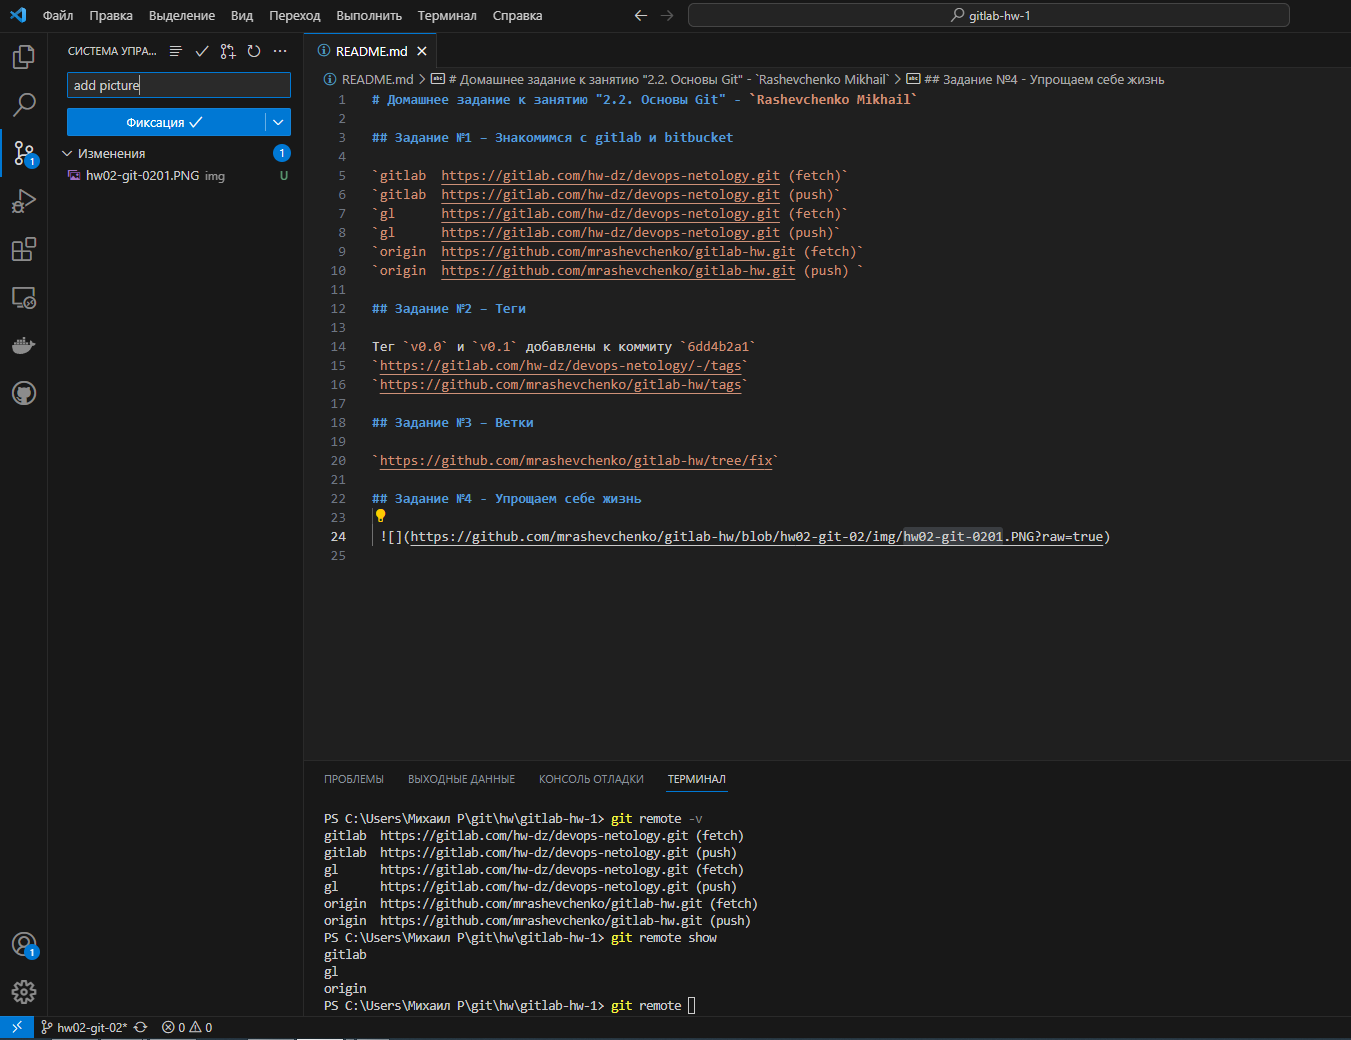 Файл Правка Выделение Вид Переход Выполнить Терминал Справка
gitlab-hw-1
СИСТЕМА УПРА...
README.md
add picture
README.md > # Домашнее задание к занятию "2.2. Основы Git" - `Rashevchenko Mikhail` > ## Задание №4 - Упрощаем себе жизнь
Фиксация
Изменения 1
hw02-git-0201.PNG img U
1 # Домашнее задание к занятию "2.2. Основы Git" - `Rashevchenko Mikhail`
2
3 ## Задание №1 – Знакомимся с gitlab и bitbucket
4
5 `gitlab  https://gitlab.com/hw-dz/devops-netology.git (fetch)`
6 `gitlab  https://gitlab.com/hw-dz/devops-netology.git (push)`
7 `gl      https://gitlab.com/hw-dz/devops-netology.git (fetch)`
8 `gl      https://gitlab.com/hw-dz/devops-netology.git (push)`
9 `origin  https://github.com/mrashevchenko/gitlab-hw.git (fetch)`
10 `origin  https://github.com/mrashevchenko/gitlab-hw.git (push) `
11
12 ## Задание №2 – Теги
13
14 Тег `v0.0` и `v0.1` добавлены к коммиту `6dd4b2a1`
15 `https://gitlab.com/hw-dz/devops-netology/-/tags`
16 `https://github.com/mrashevchenko/gitlab-hw/tags`
17
18 ## Задание №3 – Ветки
19
20 `https://github.com/mrashevchenko/gitlab-hw/tree/fix`
21
22 ## Задание №4 - Упрощаем себе жизнь
23
24 ![](https://github.com/mrashevchenko/gitlab-hw/blob/hw02-git-02/img/hw02-git-0201.PNG?raw=true)
25
1
1
ПРОБЛЕМЫ ВЫХОДНЫЕ ДАННЫЕ КОНСОЛЬ ОТЛАДКИ ТЕРМИНАЛ
PS C:\Users\Михаил Р\git\hw\gitlab-hw-1> git remote -v
gitlab  https://gitlab.com/hw-dz/devops-netology.git (fetch)
gitlab  https://gitlab.com/hw-dz/devops-netology.git (push)
gl      https://gitlab.com/hw-dz/devops-netology.git (fetch)
gl      https://gitlab.com/hw-dz/devops-netology.git (push)
origin  https://github.com/mrashevchenko/gitlab-hw.git (fetch)
origin  https://github.com/mrashevchenko/gitlab-hw.git (push)
PS C:\Users\Михаил Р\git\hw\gitlab-hw-1> git remote show
gitlab
gl
origin
PS C:\Users\Михаил Р\git\hw\gitlab-hw-1> git remote
hw02-git-02* 0 0